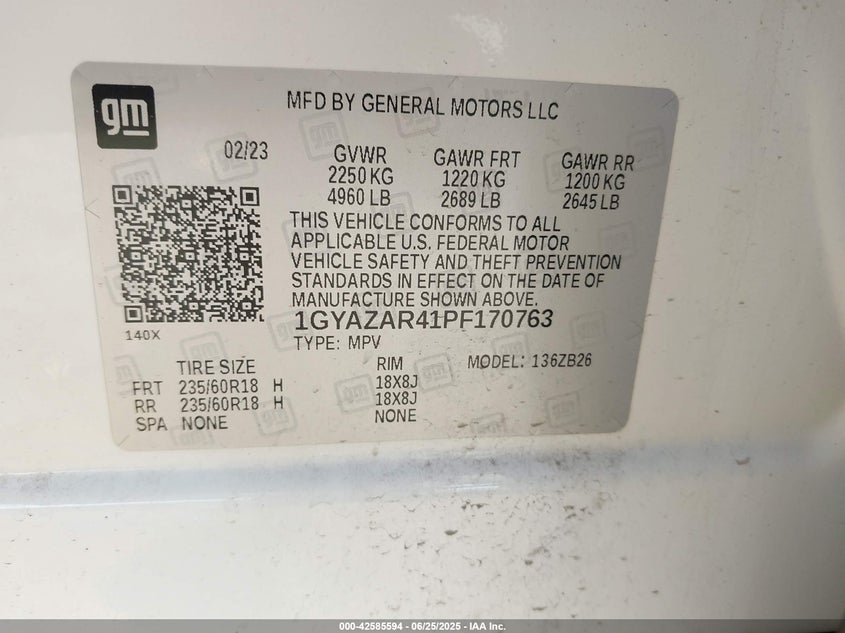 gm
MFD BY GENERAL MOTORS LLC
02/23
GVWR GAWR FRT GAWR RR
2250 KG 1220 KG 1200 KG
4960 LB 2689 LB 2645 LB
THIS VEHICLE CONFORMS TO ALL
APPLICABLE U.S. FEDERAL MOTOR
VEHICLE SAFETY AND THEFT PREVENTION
STANDARDS IN EFFECT ON THE DATE OF
MANUFACTURE SHOWN ABOVE.
1GYAZAR41PF170763
140X
TYPE: MPV
TIRE SIZE RIM MODEL: 136ZB26
FRT 235/60R18 H 18X8J
RR 235/60R18 H 18X8J
SPA NONE NONE
000-42585594 - 06/25/2025 - IAA Inc.